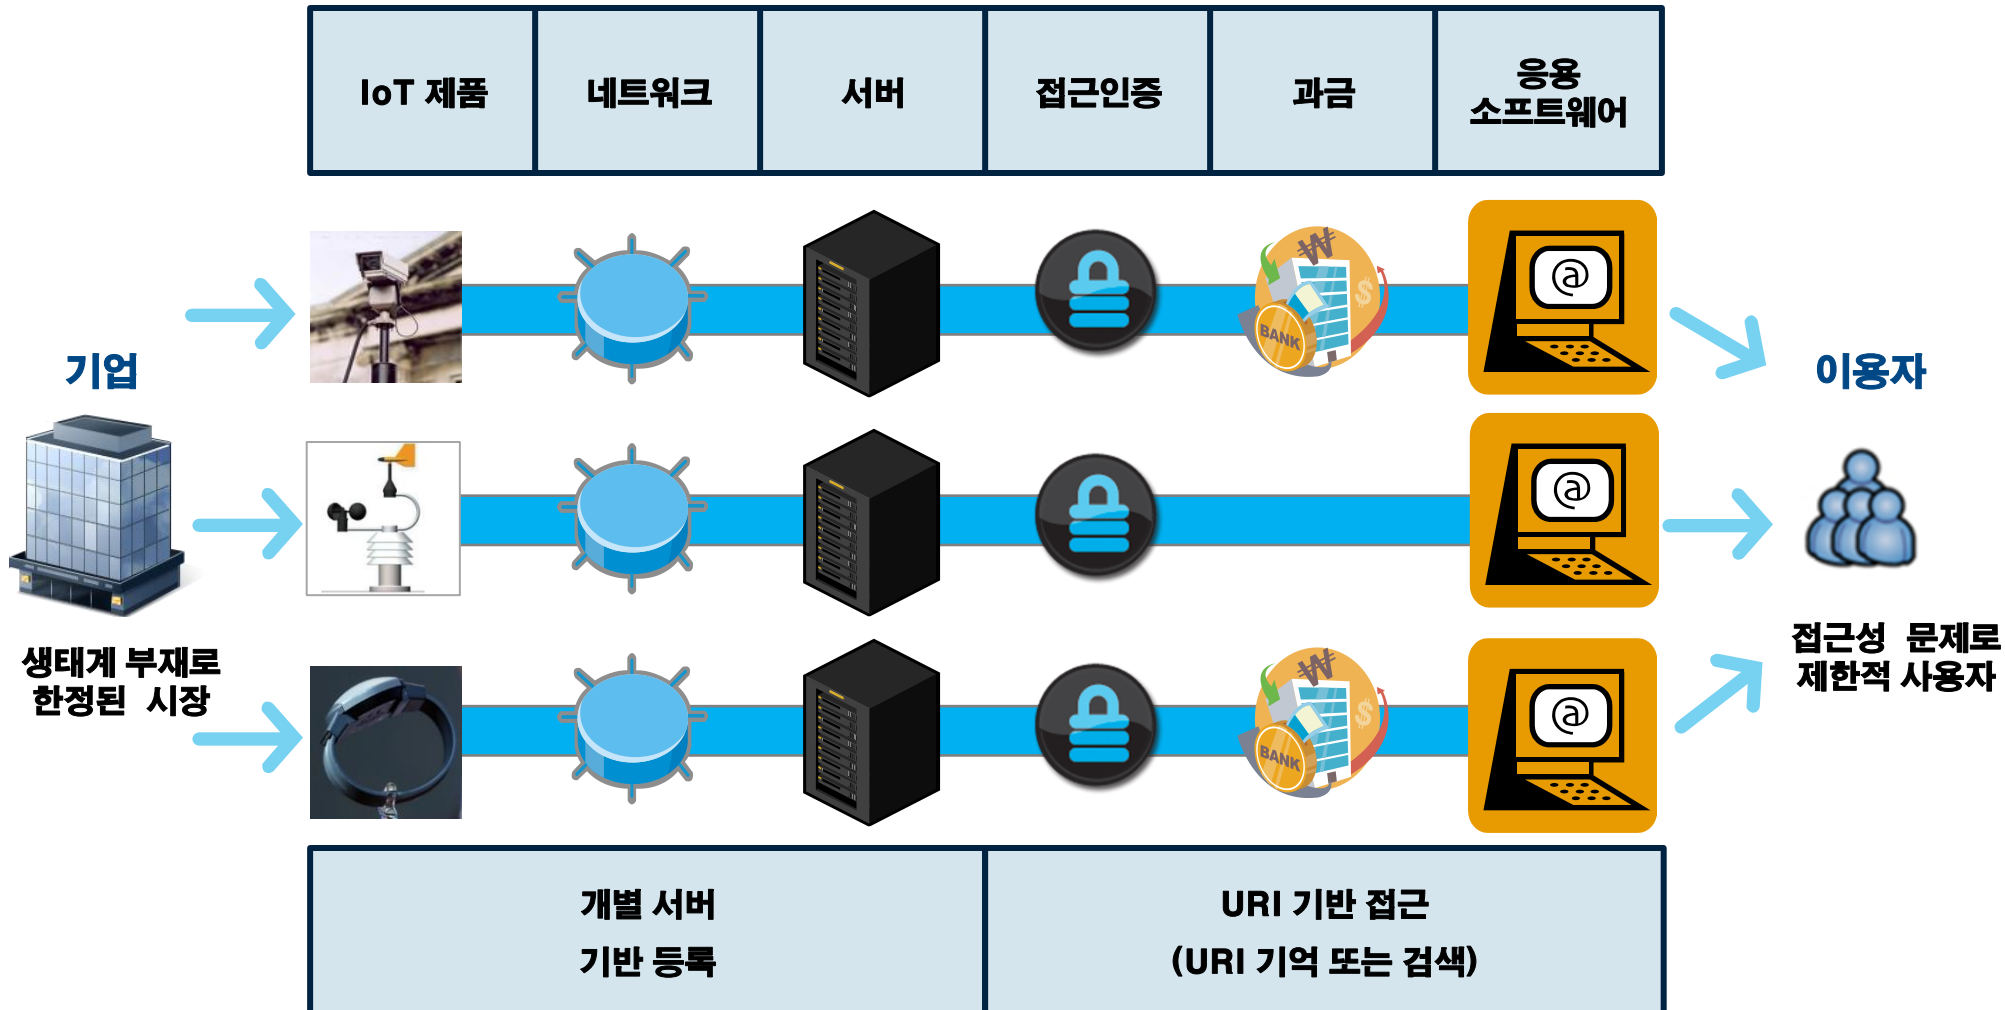 IoT 제품
네트워크
서버
접근인증
과금
응용
소프트웨어
기업
생태계 부재로
한정된 시장
₩
$
BANK
@
@
₩
$
BANK
@
이용자
접근성 문제로
제한적 사용자
개별 서버
기반 등록
URI 기반 접근
(URI 기억 또는 검색)